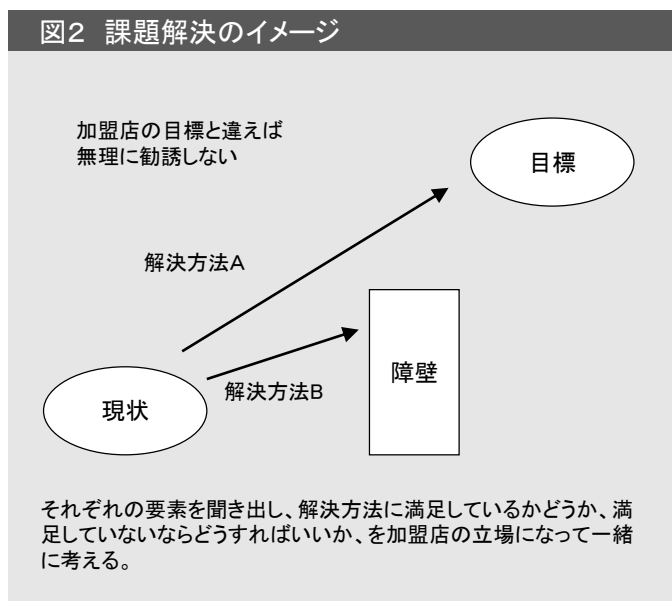 図2 課題解決のイメージ
加盟店の目標と違えば
無理に勧誘しない
目標
解決方法A
障壁
解決方法B
現状
それぞれの要素を聞き出し、解決方法に満足しているかどうか、満
足していないならどうすればいいか、を加盟店の立場になって一緒
に考える。